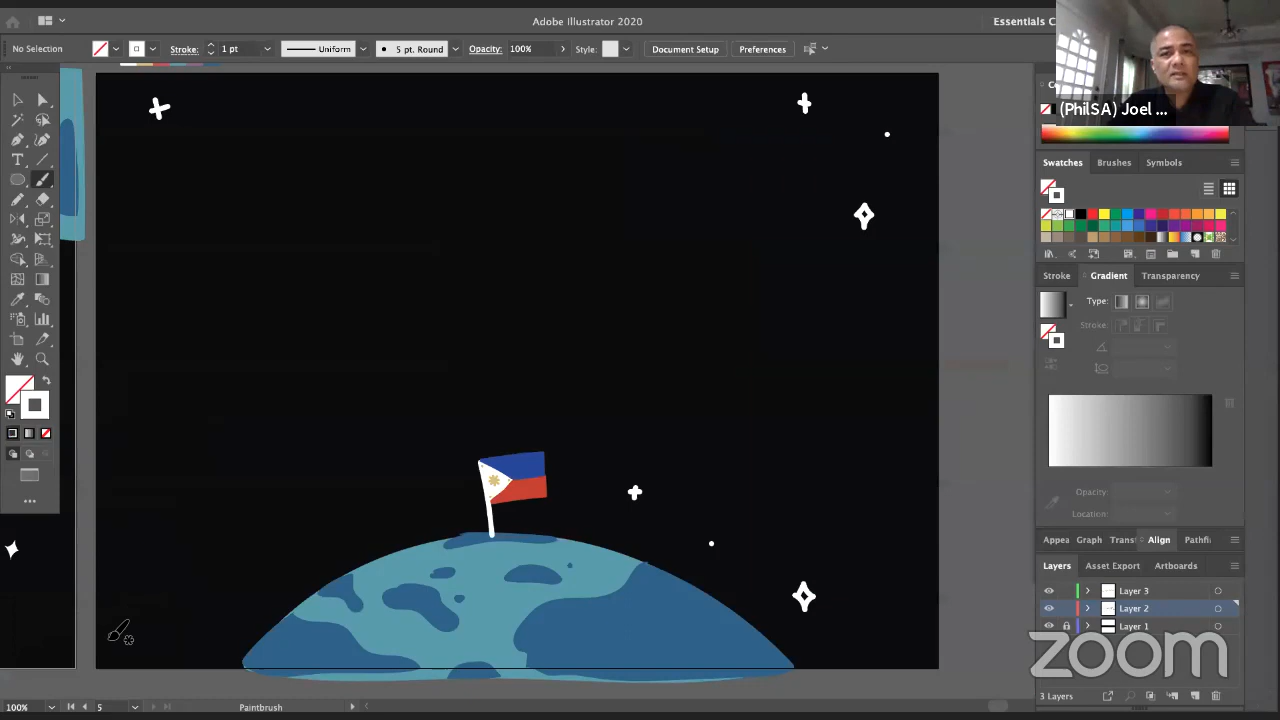 Adobe Illustrator 2020
Essentials C
No Selection
Stroke:
1 pt
Uniform
5 pt. Round
Opacity:
100%
Style:
Document Setup
Preferences
(PhilSA) Joel ...
Swatches
Brushes
Symbols
Stroke
Gradient
Transparency
Type:
Stroke:
Opacity:
Location:
Appea
Graph
Trans
Align
Pathfi
Layers
Asset Export
Artboards
Layer 3
Layer 2
Layer 1
zoom
3 Layers
100%
5
Paintbrush